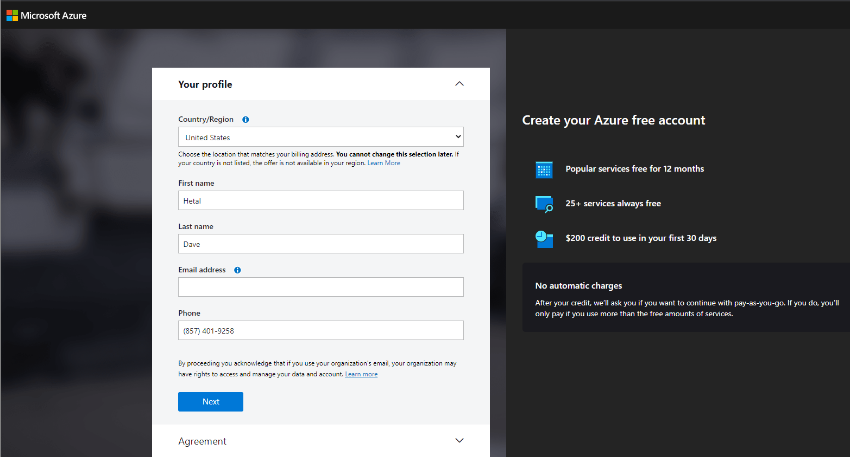 Microsoft Azure
Your profile
Country/Region
United States
Choose the location that matches your billing address. You cannot change this selection later. If
your country is not listed, the offer is not available in your region. Learn More
First name
Hetal
Last name
Dave
Email address
Phone
(857) 401-9258
By proceeding you acknowledge that if you use your organization's email, your organization may
have rights to access and manage your data and account. Learn more
Next
Agreement
Create your Azure free account
Popular services free for 12 months
25+ services always free
$200 credit to use in your first 30 days
No automatic charges
After your credit, we'll ask you if you want to continue with pay-as-you-go. If you do, you'll
only pay if you use more than the free amounts of services.